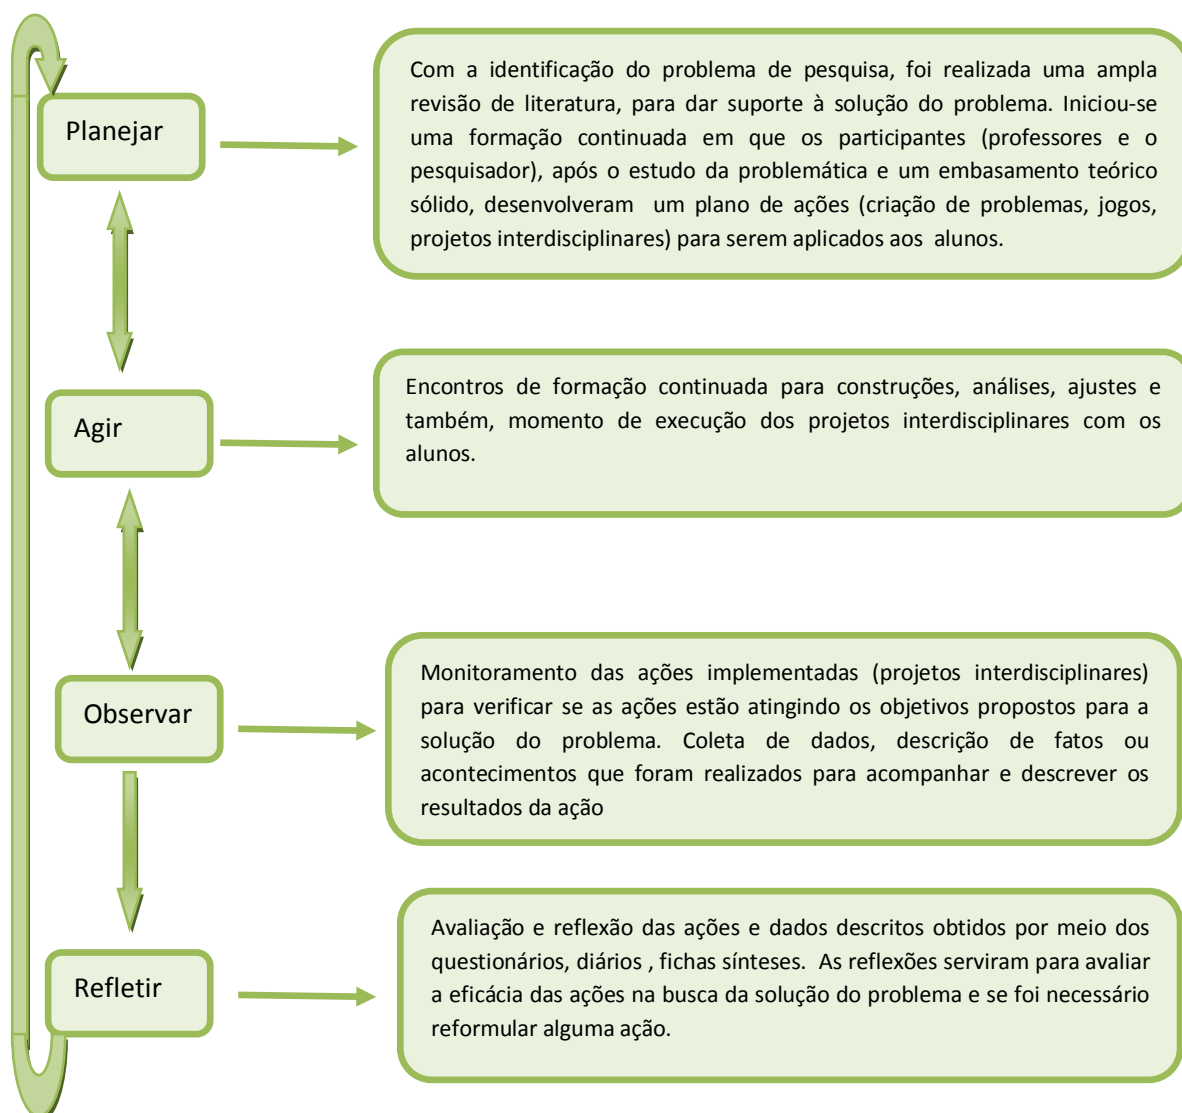 Planejar
Com a identificação do problema de pesquisa, foi realizada uma ampla
revisão de literatura, para dar suporte à solução do problema. Iniciou-se
uma formação continuada em que os participantes (professores e o
pesquisador), após o estudo da problemática e um embasamento teórico
sólido, desenvolveram um plano de ações (criação de problemas, jogos,
projetos interdisciplinares) para serem aplicados aos alunos.
Agir
Encontros de formação continuada para construções, análises, ajustes e
também, momento de execução dos projetos interdisciplinares com os
alunos.
Observar
Monitoramento das ações implementadas (projetos interdisciplinares)
para verificar se as ações estão atingindo os objetivos propostos para a
solução do problema. Coleta de dados, descrição de fatos ou
acontecimentos que foram realizados para acompanhar e descrever os
resultados da ação
Refletir
Avaliação e reflexão das ações e dados descritos obtidos por meio dos
questionários, diários , fichas sínteses. As reflexões serviram para avaliar
a eficácia das ações na busca da solução do problema e se foi necessário
reformular alguma ação.